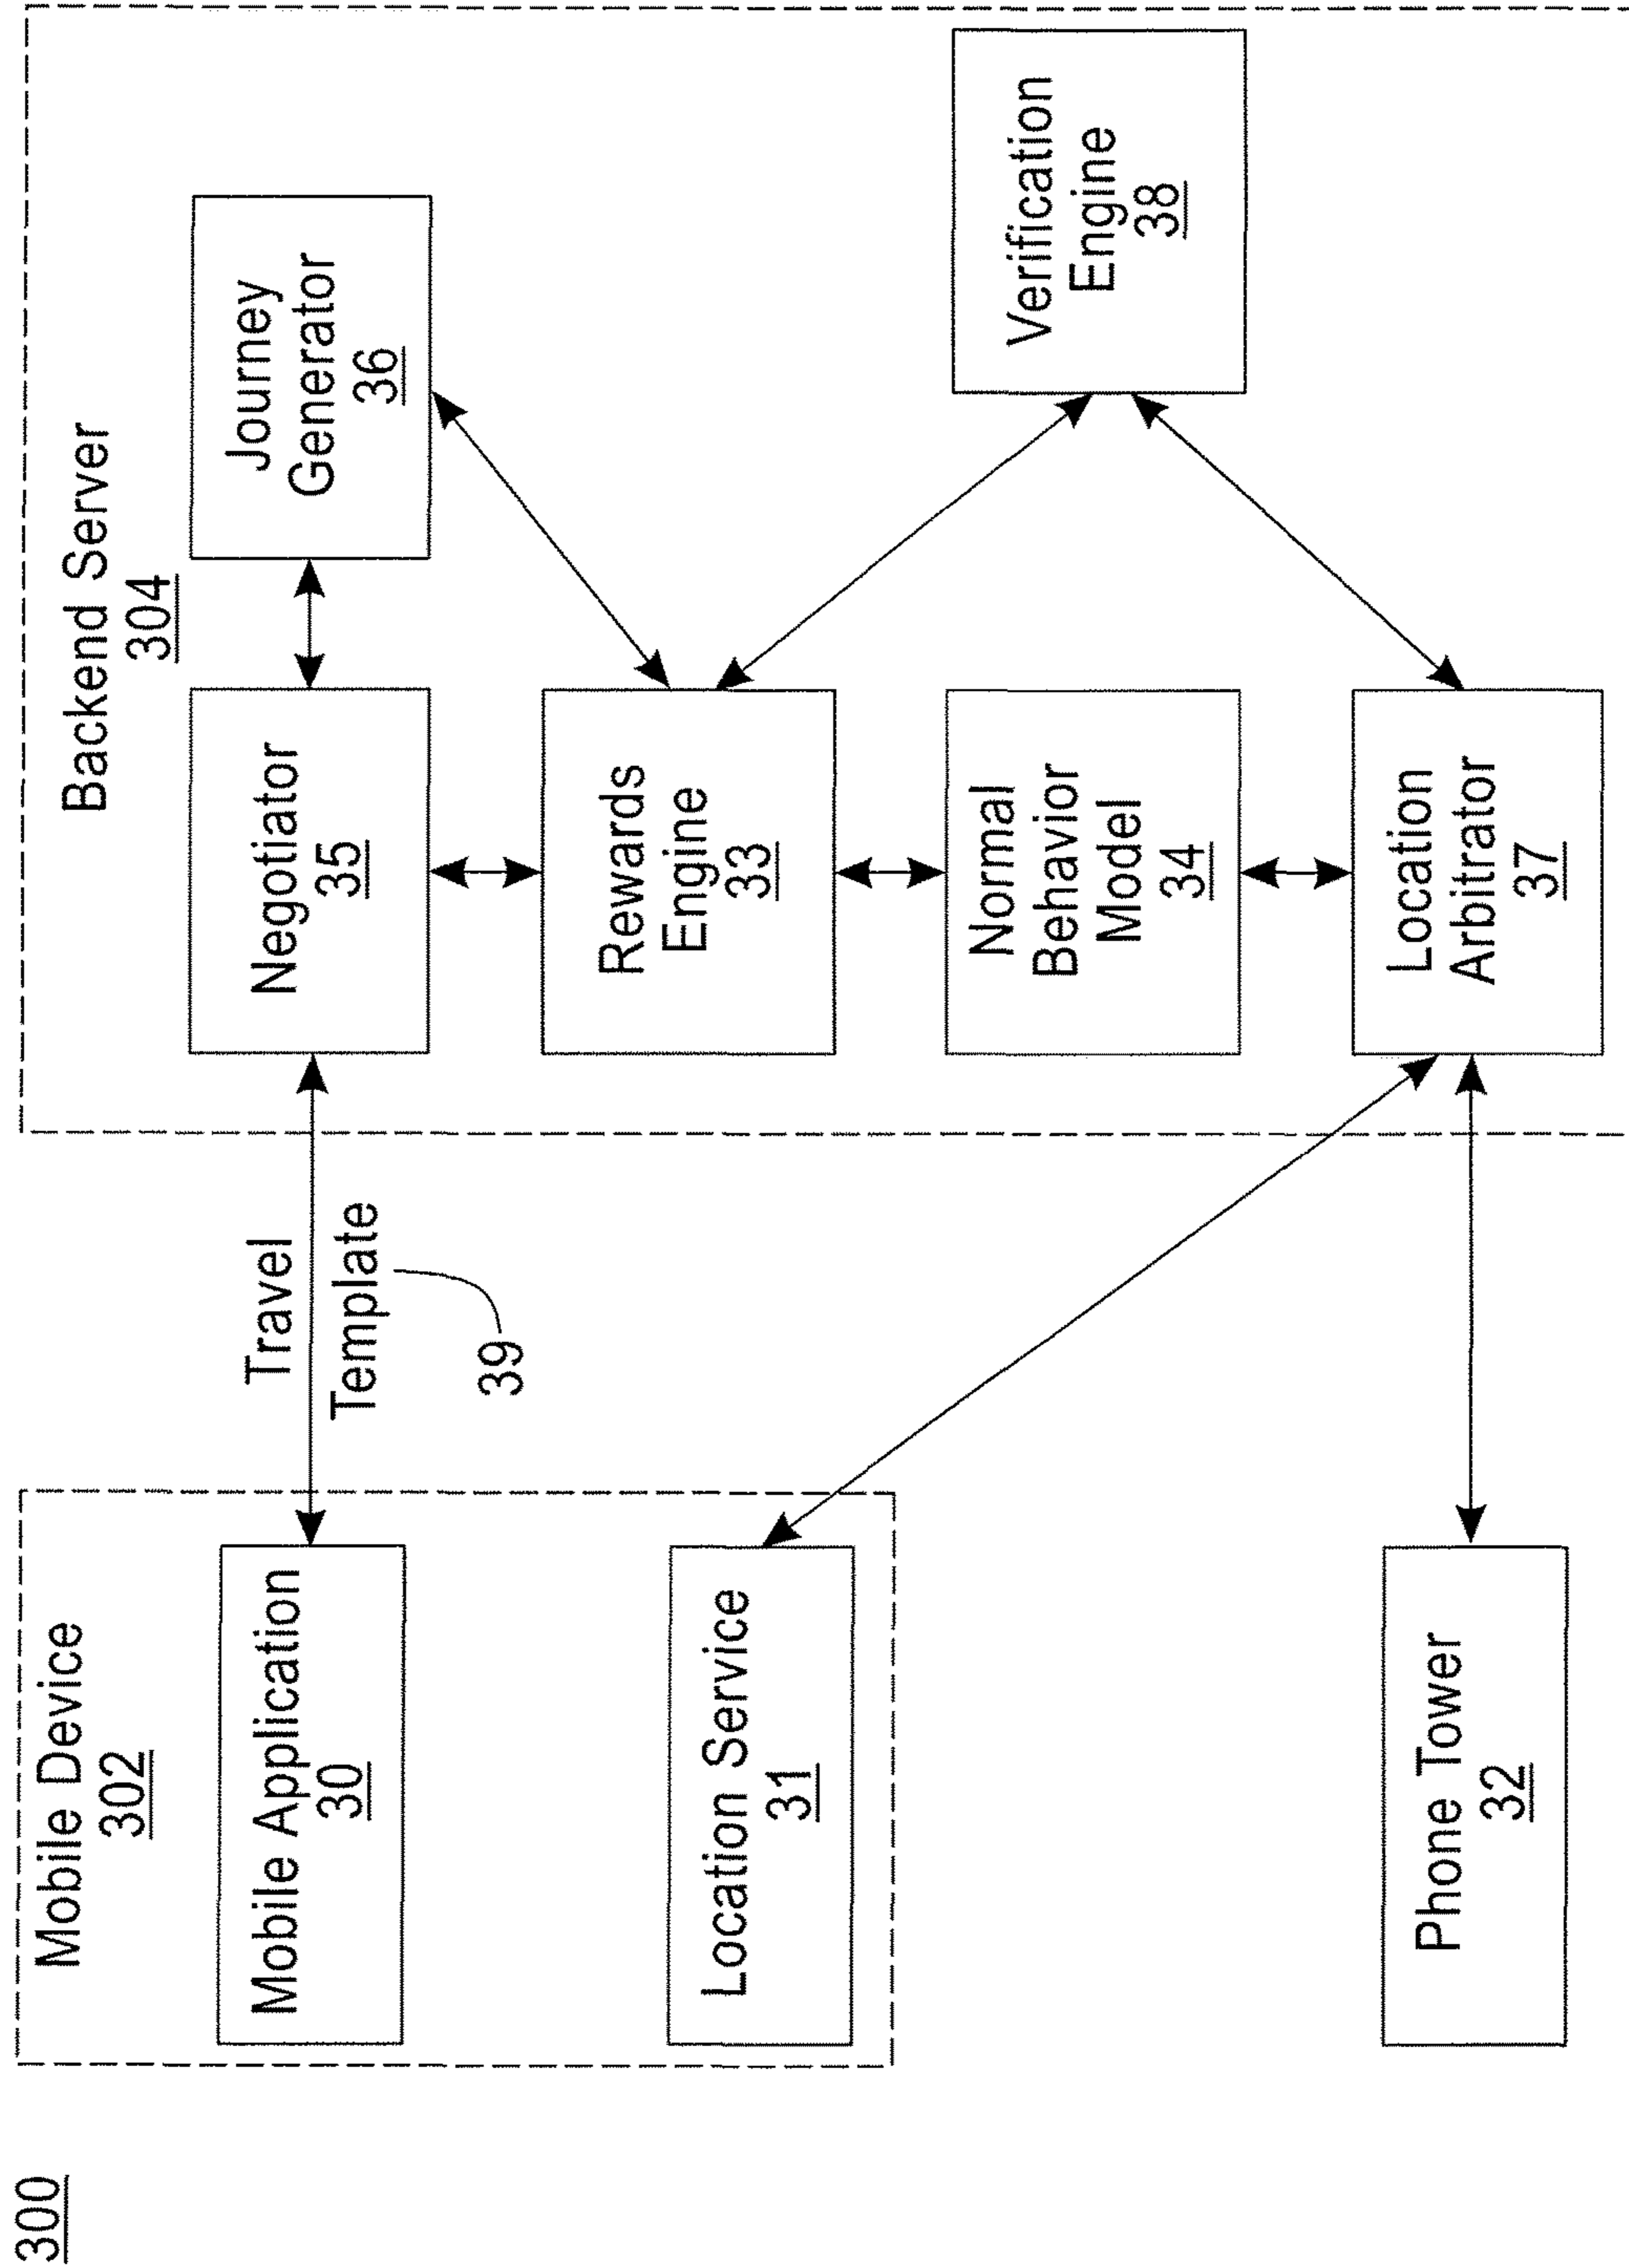 300
Mobile Device
302
Mobile Application
30
Location Service
31
Phone Tower
32
Travel
Template
39
Backend Server
304
Negotiator
35
Journey
Generator
36
Rewards
Engine
33
Normal
Behavior
Model
34
Location
Arbitrator
37
Verification
Engine
38